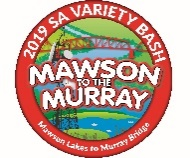 2019 SA VARIETY BASH
MAWSON
TO THE
MURRAY
Mawson Lakes to Murray Bridge